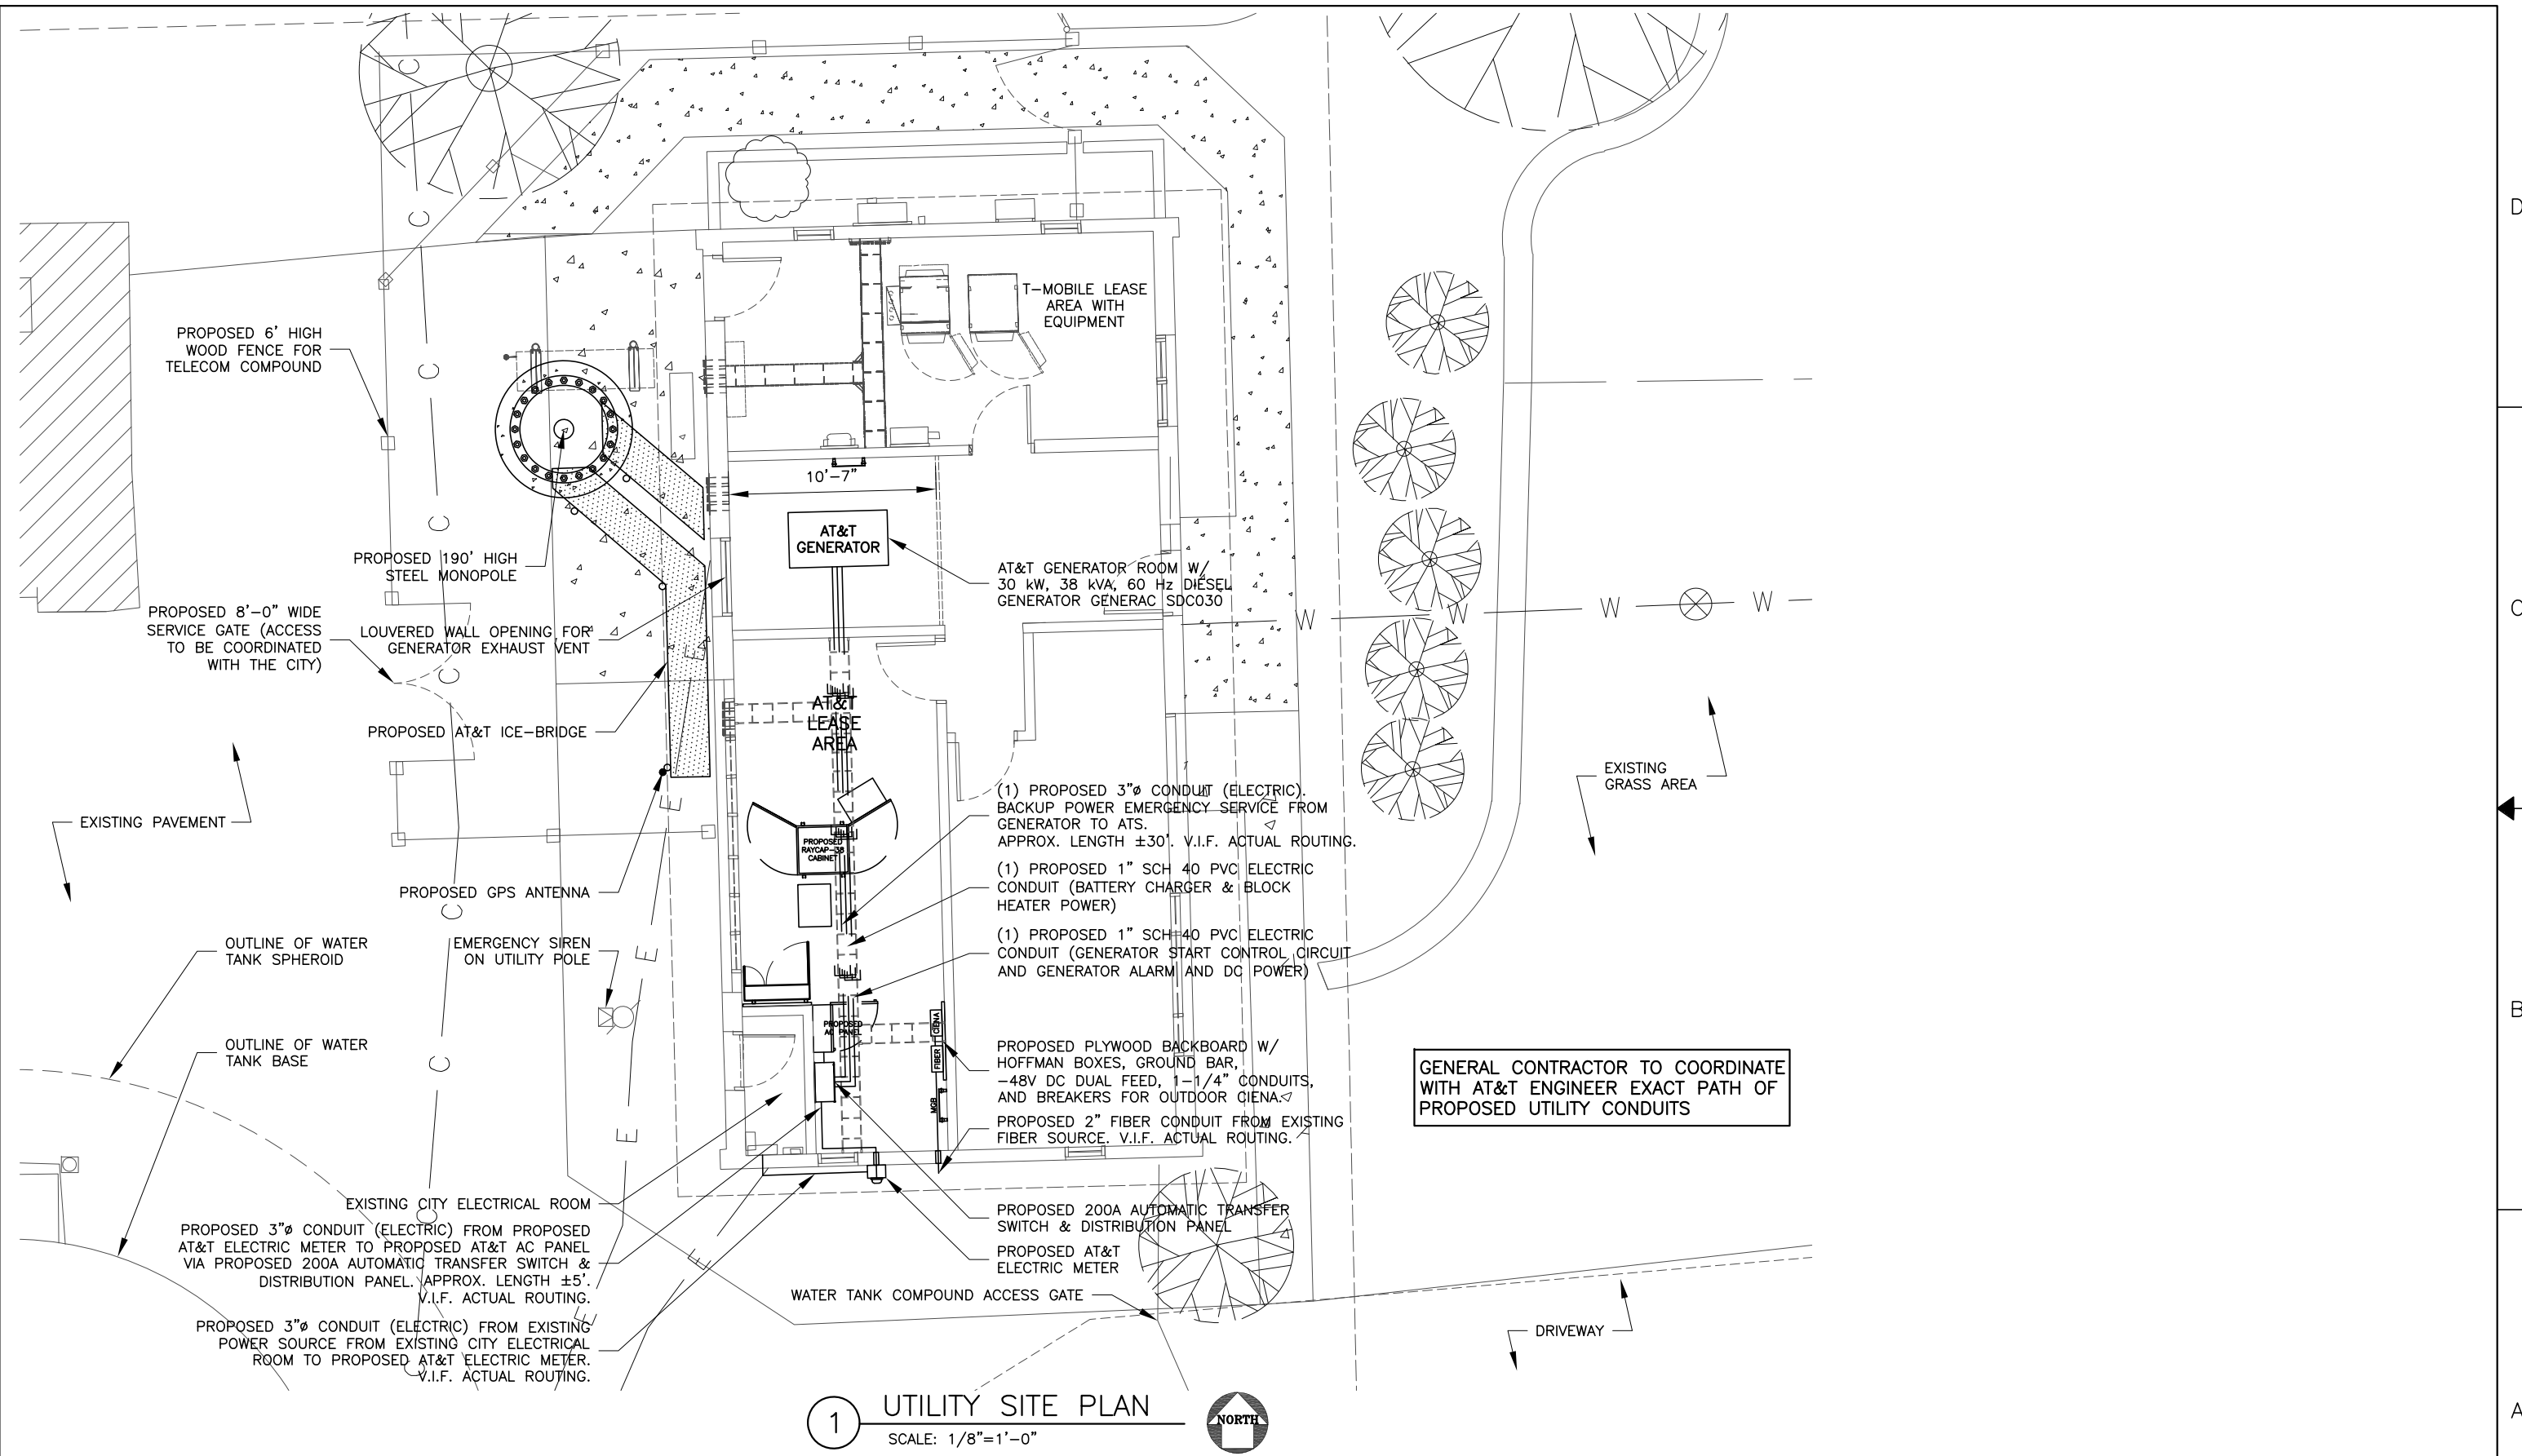 D
T-MOBILE LEASE
AREA WITH
EQUIPMENT
PROPOSED 6' HIGH
WOOD FENCE FOR
TELECOM COMPOUND
10'-7"
AT&T
GENERATOR
PROPOSED 190' HIGH
STEEL MONOPOLE
AT&T GENERATOR ROOM W/
30 kW, 38 kVA, 60 Hz DIESEL
GENERATOR GENERAC SDC030
PROPOSED 8'-0" WIDE
SERVICE GATE (ACCESS
TO BE COORDINATED
WITH THE CITY)
LOUVERED WALL OPENING FOR
GENERATOR EXHAUST VENT
W W W W
C
PROPOSED AT&T ICE-BRIDGE
AT&T
LEASE
AREA
EXISTING
GRASS AREA
EXISTING PAVEMENT
(1) PROPOSED 3"ø CONDUIT (ELECTRIC).
BACKUP POWER EMERGENCY SERVICE FROM
GENERATOR TO ATS.
APPROX. LENGTH ±30'. V.I.F. ACTUAL ROUTING.
PROPOSED
RAYCAP-38
CABINET
(1) PROPOSED 1" SCH 40 PVC ELECTRIC
CONDUIT (BATTERY CHARGER & BLOCK
HEATER POWER)
PROPOSED GPS ANTENNA
(1) PROPOSED 1" SCH 40 PVC ELECTRIC
CONDUIT (GENERATOR START CONTROL CIRCUIT
AND GENERATOR ALARM AND DC POWER)
OUTLINE OF WATER
TANK SPHEROID
EMERGENCY SIREN
ON UTILITY POLE
B
PROPOSED
AC PANEL
CIENA
FIBER
MGB
OUTLINE OF WATER
TANK BASE
PROPOSED PLYWOOD BACKBOARD W/
HOFFMAN BOXES, GROUND BAR,
-48V DC DUAL FEED, 1-1/4" CONDUITS,
AND BREAKERS FOR OUTDOOR CIENA.
PROPOSED 2" FIBER CONDUIT FROM EXISTING
FIBER SOURCE. V.I.F. ACTUAL ROUTING.
GENERAL CONTRACTOR TO COORDINATE
WITH AT&T ENGINEER EXACT PATH OF
PROPOSED UTILITY CONDUITS
EXISTING CITY ELECTRICAL ROOM
PROPOSED 3"ø CONDUIT (ELECTRIC) FROM PROPOSED
AT&T ELECTRIC METER TO PROPOSED AT&T AC PANEL
VIA PROPOSED 200A AUTOMATIC TRANSFER SWITCH &
DISTRIBUTION PANEL. APPROX. LENGTH ±5'.
V.I.F. ACTUAL ROUTING.
PROPOSED 200A AUTOMATIC TRANSFER
SWITCH & DISTRIBUTION PANEL
PROPOSED AT&T
ELECTRIC METER
WATER TANK COMPOUND ACCESS GATE
PROPOSED 3"ø CONDUIT (ELECTRIC) FROM EXISTING
POWER SOURCE FROM EXISTING CITY ELECTRICAL
ROOM TO PROPOSED AT&T ELECTRIC METER.
V.I.F. ACTUAL ROUTING.
DRIVEWAY
1
UTILITY SITE PLAN
SCALE: 1/8"=1'-0"
NORTH
A